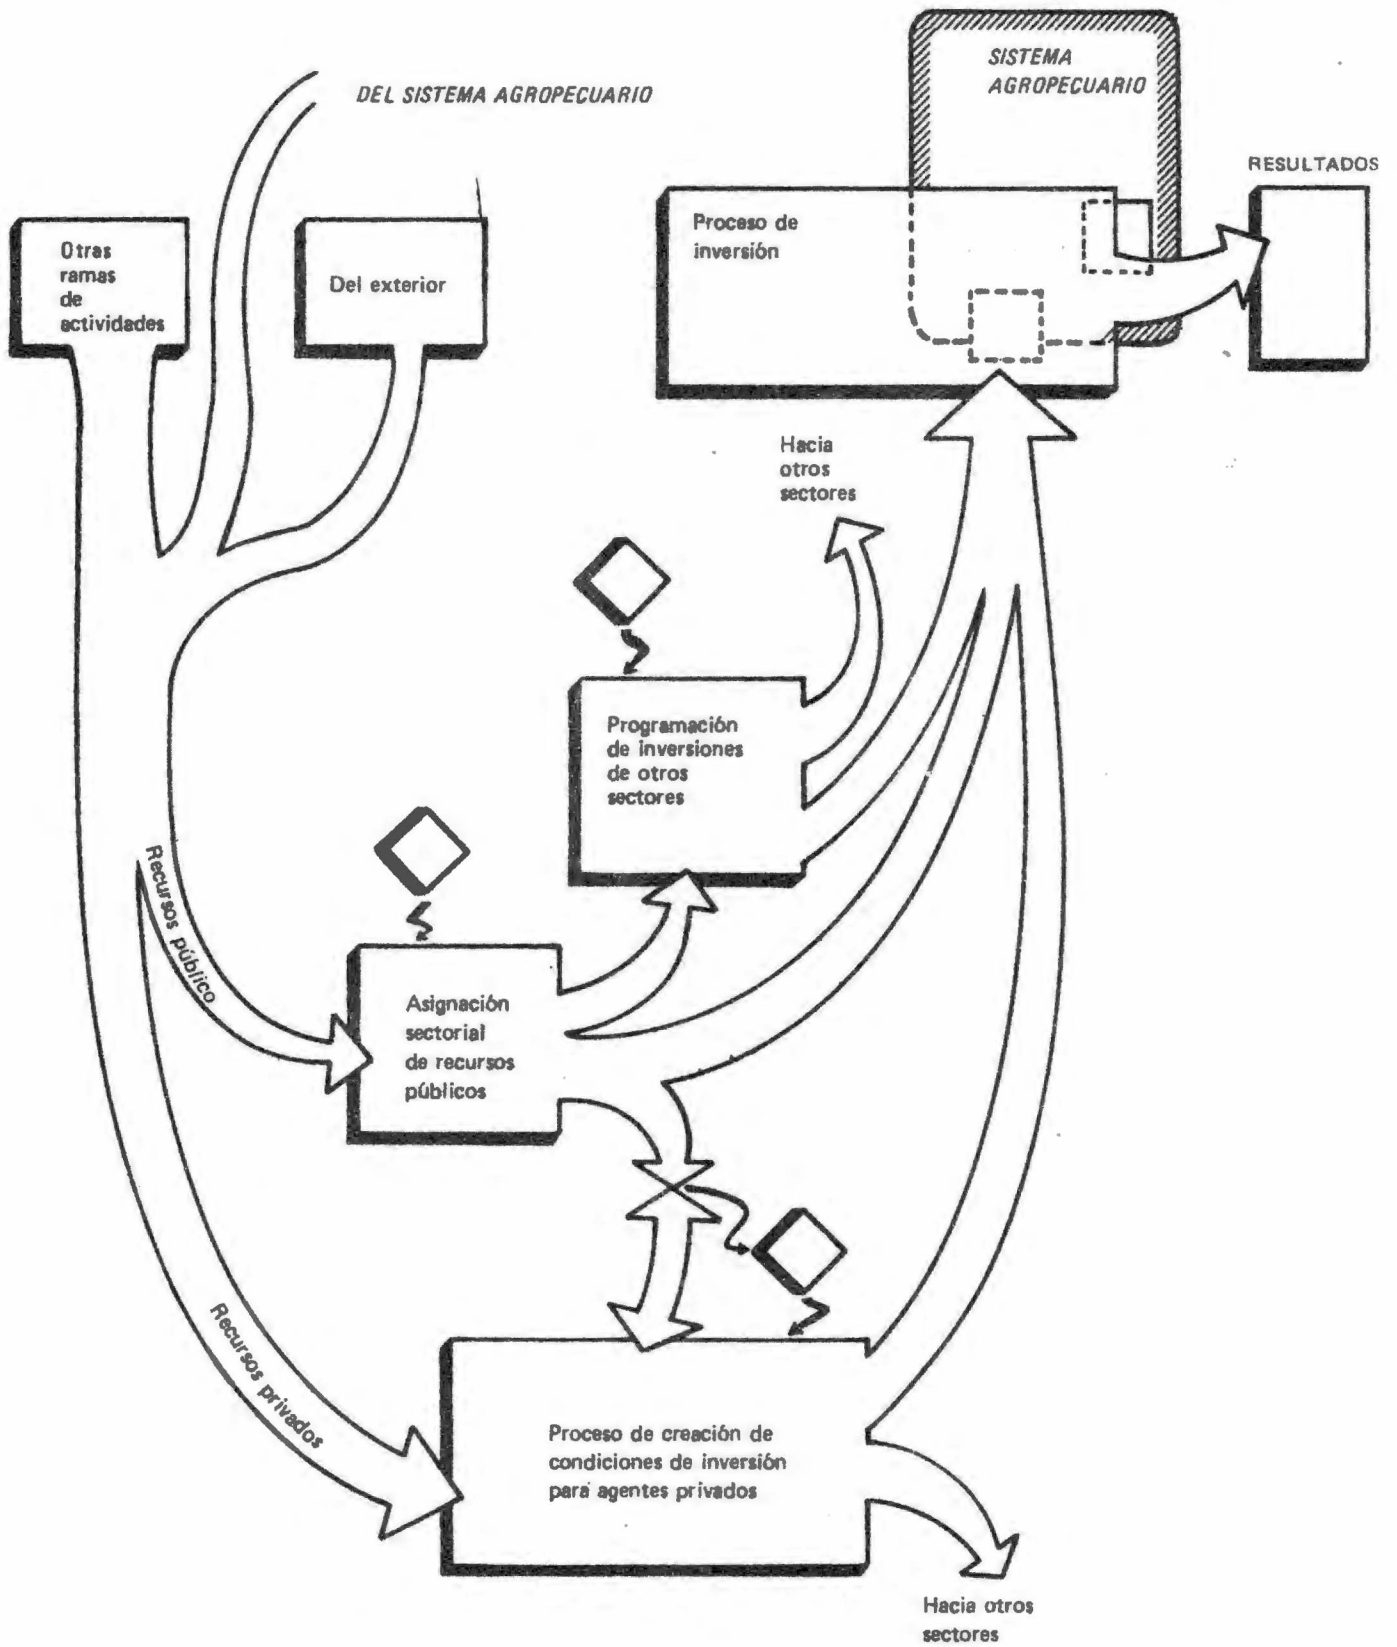 SISTEMA
AGROPECUARIO
DEL SISTEMA AGROPECUARIO
RESULTADOS
Otras
ramas
de
actividades
Del exterior
Proceso de
inversión
Hacia
otros
sectores
Programación
de inversiones
de otros
sectores
Recursos público
Asignación
sectorial
de recursos
públicos
Recursos privados
Proceso de creación de
condiciones de inversión
para agentes privados
Hacia otros
sectores